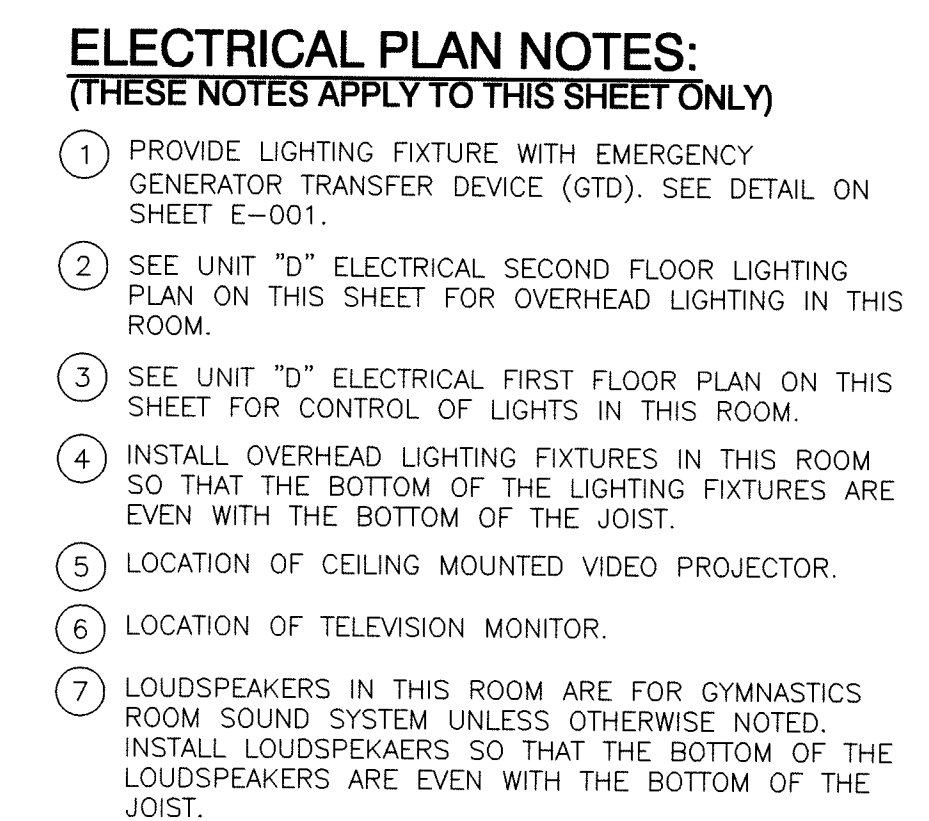 ELECTRICAL PLAN NOTES:
(THESE NOTES APPLY TO THIS SHEET ONLY)
1 PROVIDE LIGHTING FIXTURE WITH EMERGENCY
GENERATOR TRANSFER DEVICE (GTD). SEE DETAIL ON
SHEET E-001.
2 SEE UNIT "D" ELECTRICAL SECOND FLOOR LIGHTING
PLAN ON THIS SHEET FOR OVERHEAD LIGHTING IN THIS
ROOM.
3 SEE UNIT "D" ELECTRICAL FIRST FLOOR PLAN ON THIS
SHEET FOR CONTROL OF LIGHTS IN THIS ROOM.
4 INSTALL OVERHEAD LIGHTING FIXTURES IN THIS ROOM
SO THAT THE BOTTOM OF THE LIGHTING FIXTURES ARE
EVEN WITH THE BOTTOM OF THE JOIST.
5 LOCATION OF CEILING MOUNTED VIDEO PROJECTOR.
6 LOCATION OF TELEVISION MONITOR.
7 LOUDSPEAKERS IN THIS ROOM ARE FOR GYMNASTICS
ROOM SOUND SYSTEM UNLESS OTHERWISE NOTED.
INSTALL LOUDSPEKAERS SO THAT THE BOTTOM OF THE
LOUDSPEAKERS ARE EVEN WITH THE BOTTOM OF THE
JOIST.